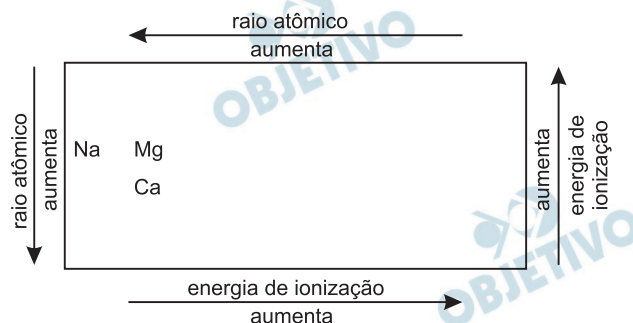 raio atômico
aumenta
OBJETIVO
raio atômico
aumenta
Na Mg
Ca
aumenta
energia de
ionização
OBJETIVO
energia de ionização
aumenta